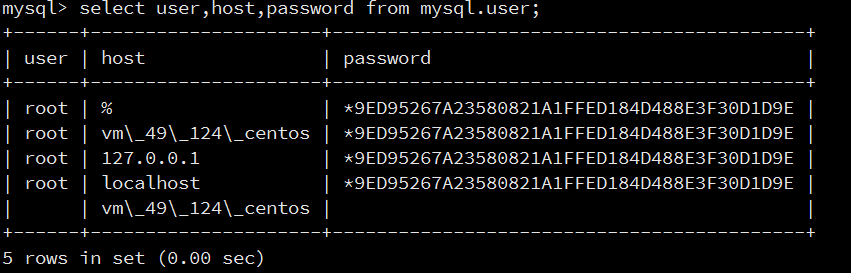 mysql> select user,host,password from mysql.user;
+------+---------------------+-------------------------------------------+
| user | host                | password                                  |
+------+---------------------+-------------------------------------------+
| root | %                   | *9ED95267A23580821A1FFED184D488E3F30D1D9E |
| root | vm\_49\_124\_centos | *9ED95267A23580821A1FFED184D488E3F30D1D9E |
| root | 127.0.0.1           | *9ED95267A23580821A1FFED184D488E3F30D1D9E |
| root | localhost           | *9ED95267A23580821A1FFED184D488E3F30D1D9E |
|      | vm\_49\_124\_centos |                                           |
+------+---------------------+-------------------------------------------+
5 rows in set (0.00 sec)